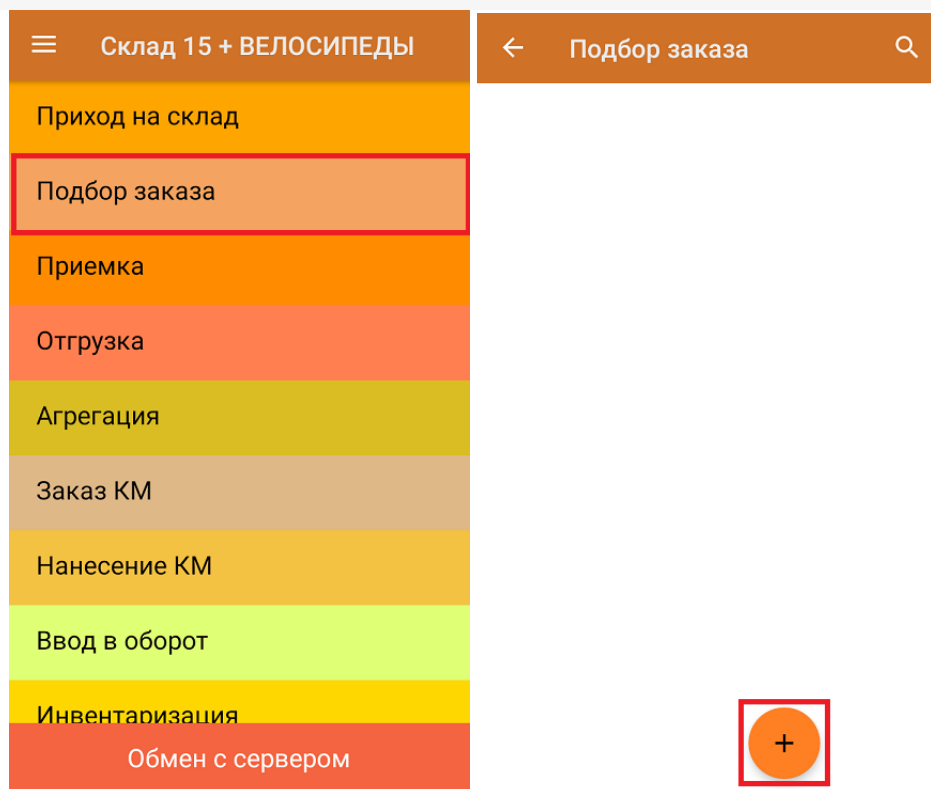 Склад 15 + ВЕЛОСИПЕДЫ
Приход на склад
Подбор заказа
Приемка
Отгрузка
Агрегация
Заказ КМ
Нанесение КМ
Ввод в оборот
Инвентаризация
Обмен с сервером
Подбор заказа
+